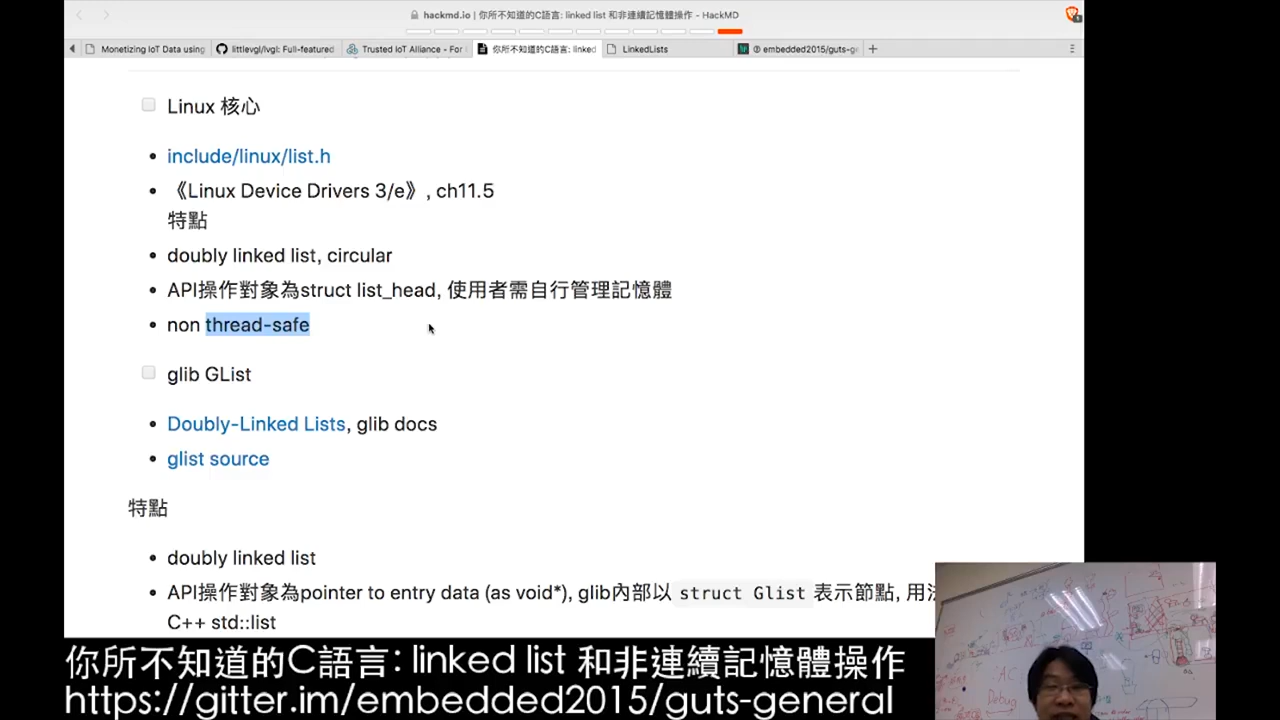 hackmd.io | 你所不知道的C語言: linked list 和非連續記憶體操作 - HackMD
Monetizing IoT Data using
littlevgl/lvgl: Full-featured
Trusted IoT Alliance - For
你所不知道的C語言: linked
LinkedLists
embedded2015/guts-ge
Linux 核心
include/linux/list.h
《Linux Device Drivers 3/e》, ch11.5
特點
doubly linked list, circular
API操作對象為struct list_head, 使用者需自行管理記憶體
non thread-safe
glib GList
Doubly-Linked Lists, glib docs
glist source
特點
doubly linked list
API操作對象為pointer to entry data (as void*), glib內部以 struct Glist 表示節點, 用
C++ std::list
AC
Debug
你所不知道的C語言: linked list 和非連續記憶體操作
https://gitter.im/embedded2015/guts-general